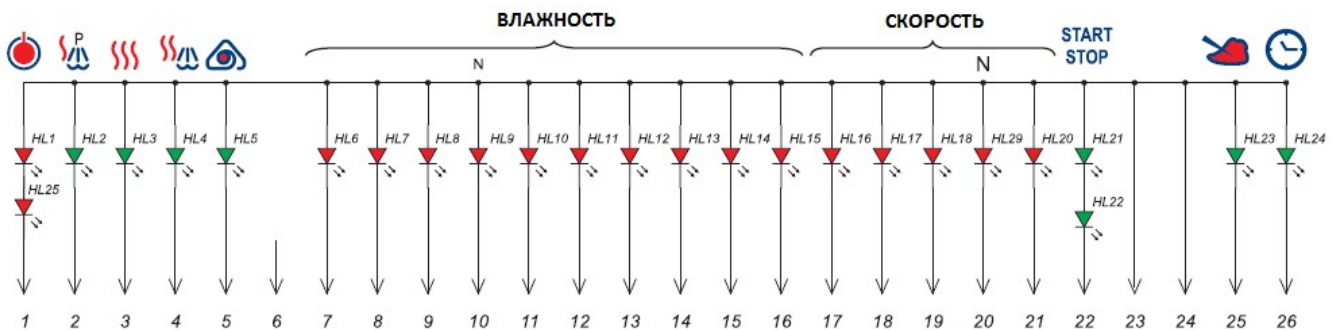 ВЛАЖНОСТЬ СКОРОСТЬ
P N N START STOP
HL1 HL2 HL3 HL4 HL5 HL6 HL7 HL8 HL9 HL10 HL11 HL12 HL13 HL14 HL15 HL16 HL17 HL18 HL29 HL20 HL21 HL23 HL24
HL25 HL22
1 2 3 4 5 6 7 8 9 10 11 12 13 14 15 16 17 18 19 20 21 22 23 24 25 26